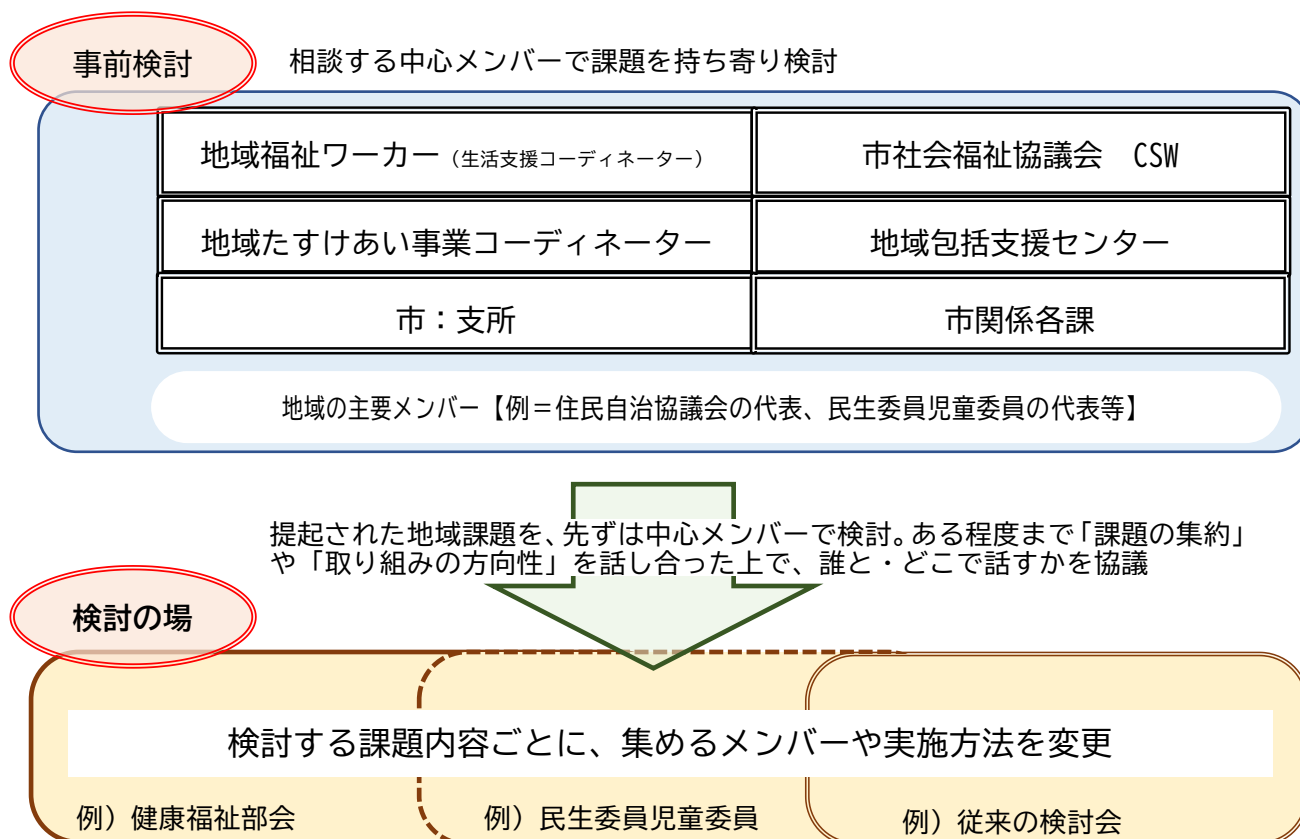 事前検討
相談する中心メンバーで課題を持ち寄り検討
地域福祉ワーカー（生活支援コーディネーター）
市社会福祉協議会　CSW
地域たすけあい事業コーディネーター
地域包括支援センター
市：支所
市関係各課
地域の主要メンバー【例＝住民自治協議会の代表、民生委員児童委員の代表等】
提起された地域課題を、先ずは中心メンバーで検討。ある程度まで「課題の集約」
や「取り組みの方向性」を話し合った上で、誰と・どこで話すかを協議
検討の場
検討する課題内容ごとに、集めるメンバーや実施方法を変更
例）健康福祉部会
例）民生委員児童委員
例）従来の検討会